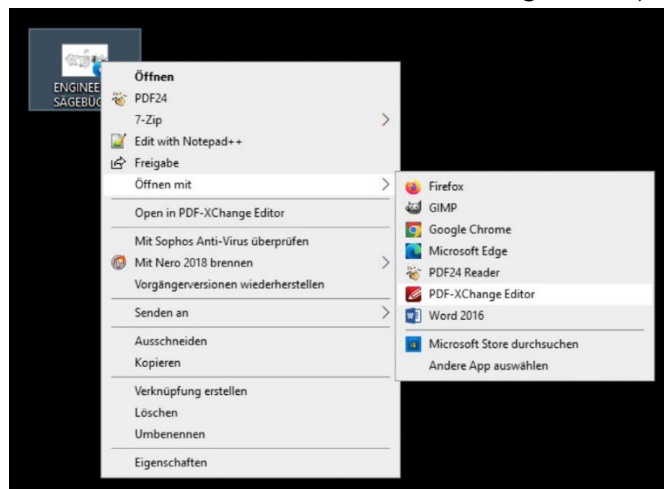 ENGINEE
SÄGEBÜC
Öffnen
PDF24
7-Zip
Edit with Notepad++
Freigabe
Öffnen mit
Open in PDF-XChange Editor
Mit Sophos Anti-Virus überprüfen
Mit Nero 2018 brennen
Vorgängerversionen wiederherstellen
Senden an
Ausschneiden
Kopieren
Verknüpfung erstellen
Löschen
Umbenennen
Eigenschaften
Firefox
GIMP
Google Chrome
Microsoft Edge
PDF24 Reader
PDF-XChange Editor
Word 2016
Microsoft Store durchsuchen
Andere App auswählen